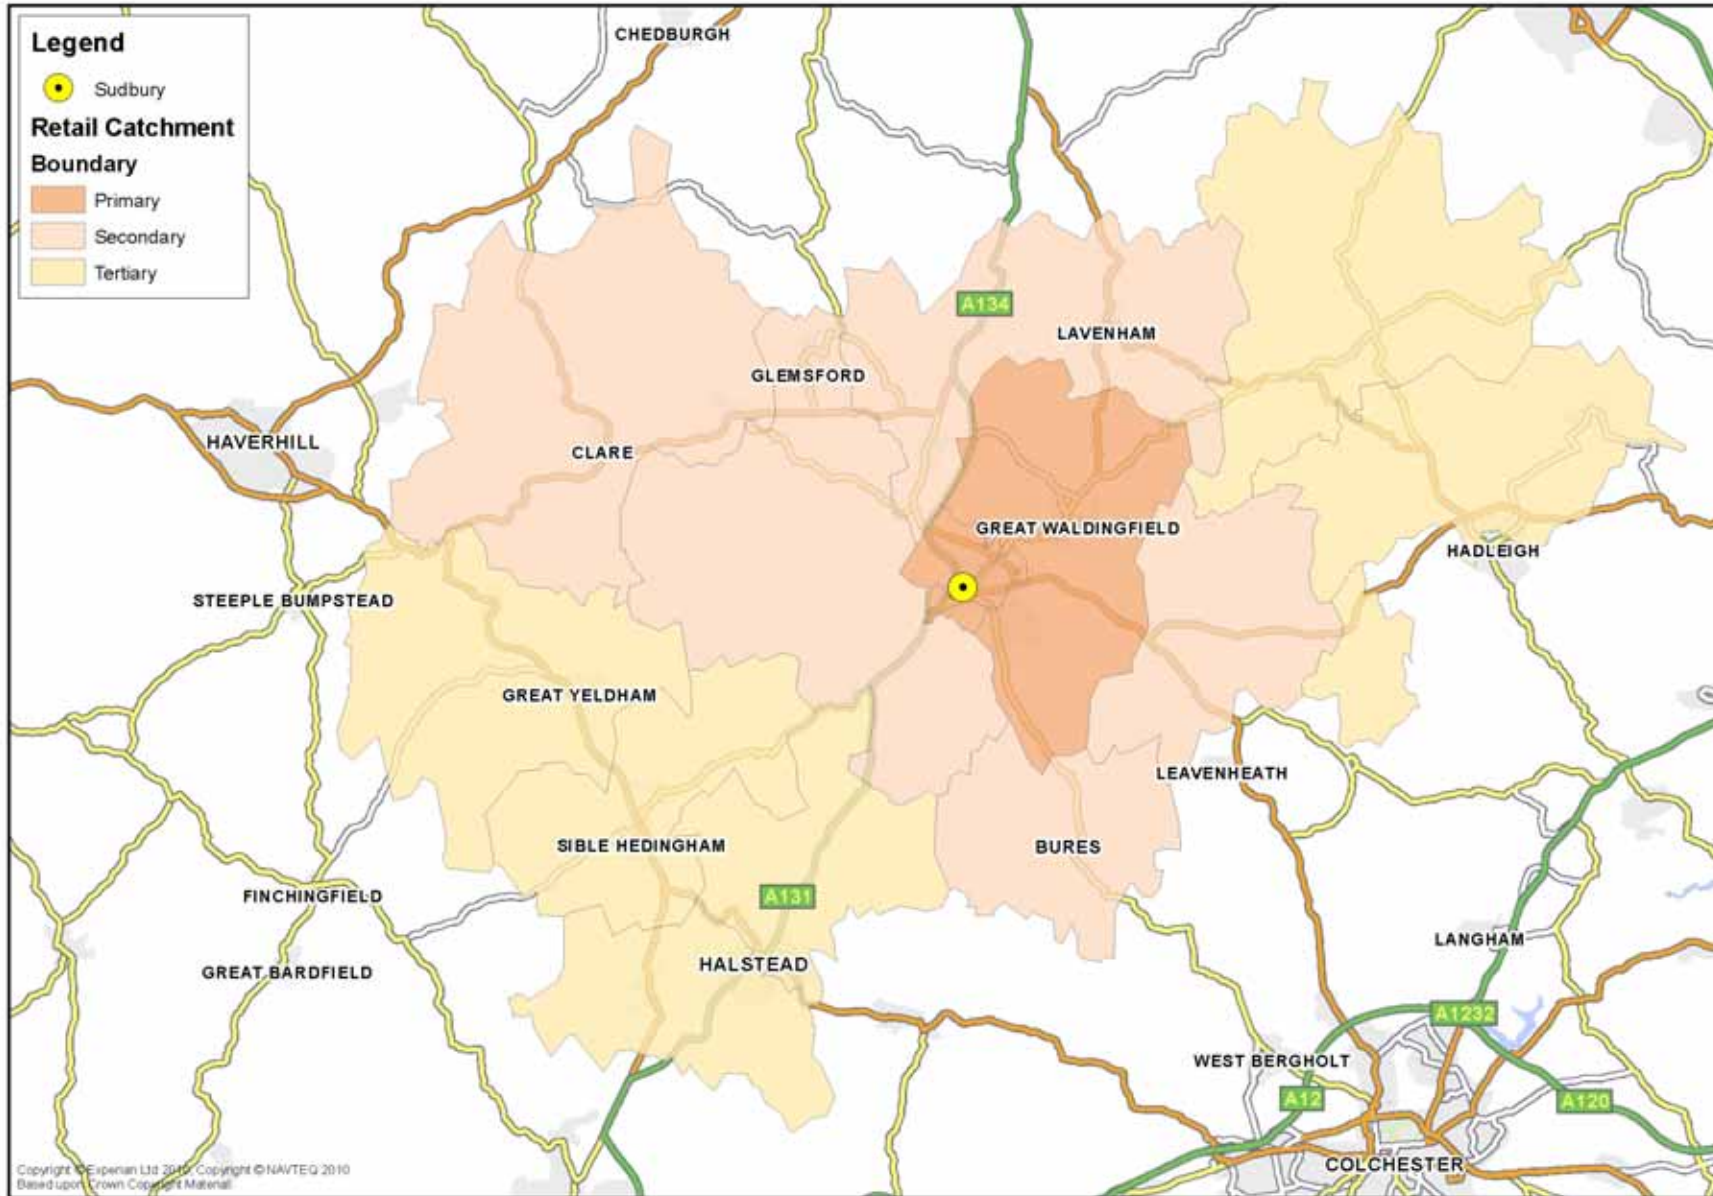 Legend
Sudbury
Retail Catchment
Boundary
Primary
Secondary
Tertiary
CHEDBURGH
A134
LAVENHAM
GLEMSFORD
HAVERHILL
CLARE
GREAT WALDINGFIELD
HADLEIGH
STEEPLE BUMPSTEAD
GREAT YELDHAM
LEAVENHEATH
SIBLE HEDINGHAM
BURES
FINCHINGFIELD
A131
LANGHAM
HALSTEAD
GREAT BARDFIELD
A1232
WEST BERGHOLT
A12
A120
COLCHESTER
Copyright © Experian Ltd 2010. Copyright © NAVTEQ 2010
Based upon Crown Copyright Material